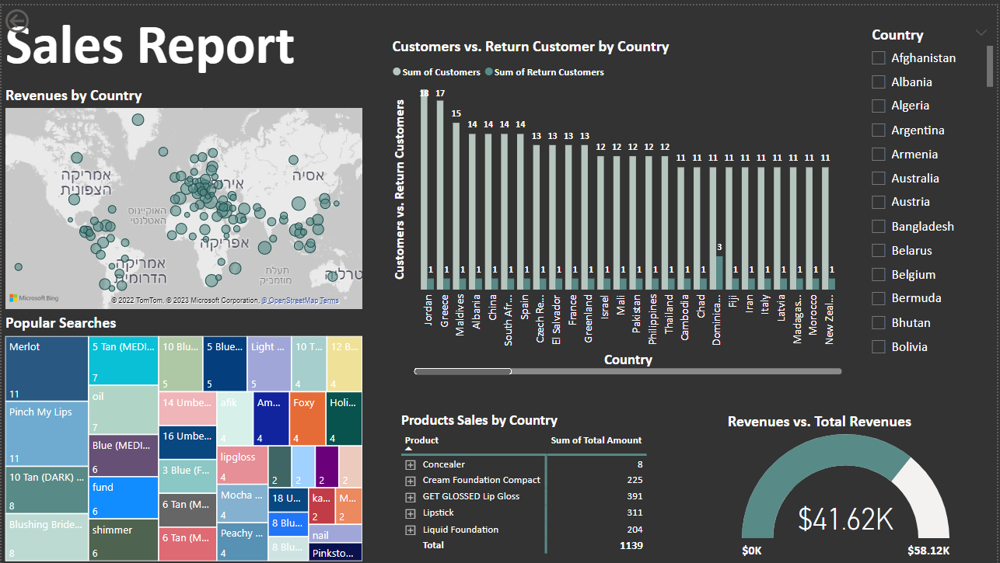 Sales Report
Revenues by Country
אמריקה
הצפונית
אסיה
האוקיינוס
האטלנטי
אפריקה
אמריקה
הדרומית
תעלת
מוזמביק
Microsoft Bing
© 2022 TomTom, © 2023 Microsoft Corporation, © OpenStreetMap Terms
Popular Searches
Merlot
11
Pinch My Lips
11
10 Tan (DARK) ...
8
Blushing Bride...
8
5 Tan (MEDI...
7
oil
7
Blue (MEDI...
6
fund
6
shimmer
6
10 Blu...
5
5 Blue...
5
Light ...
5
10 T...
4
12 B...
4
14 Umbe...
4
16 Umbe...
4
3 Blue (F...
4
6 Tan (M...
4
6 Tan (M...
4
afik
4
Am...
4
Foxy
4
Holi...
4
lipgloss
4
Mocha ...
4
Peachy ...
4
2
2
2
2
18 U...
2
8 Blu...
2
8 Blu...
ka...
2
M...
2
nail
Pinksto...
Customers vs. Return Customer by Country
Sum of Customers Sum of Return Customers
Customers vs. Return Customers
18 17 15 14 14 14 14 13 13 13 13 12 12 12 12 12 11 11 11 11 11 11 11 11 11 11
1 1 1 1 1 1 1 1 1 1 1 1 1 1 1 1 1 1 3 1 1 1 1 1 1 1
Jordan
Greece
Maldives
Albania
China
South Afr...
Spain
Czech Re...
El Salvador
France
Greenland
Israel
Mali
Pakistan
Philippines
Thailand
Cambodia
Chad
Dominica...
Fiji
Iran
Italy
Latvia
Madagas...
Morocco
New Zeal...
Country
Products Sales by Country
Product Sum of Total Amount
Concealer 8
Cream Foundation Compact 225
GET GLOSSED Lip Gloss 391
Lipstick 311
Liquid Foundation 204
Total 1139
Country
Afghanistan
Albania
Algeria
Argentina
Armenia
Australia
Austria
Bangladesh
Belarus
Belgium
Bermuda
Bhutan
Bolivia
Revenues vs. Total Revenues
$41.62K
$0K $58.12K